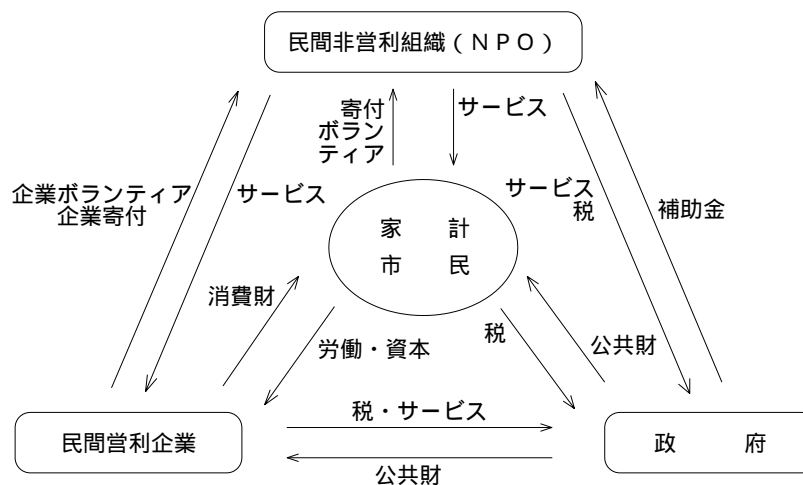 民間非営利組織(NPO)
寄付
ボラン
ティア
サービス
企業ボランティア
企業寄付
サービス
サービス
税
補助金
家 計
市 民
消費財
労働・資本
税
公共財
民間営利企業
税・サービス
公共財
政 府